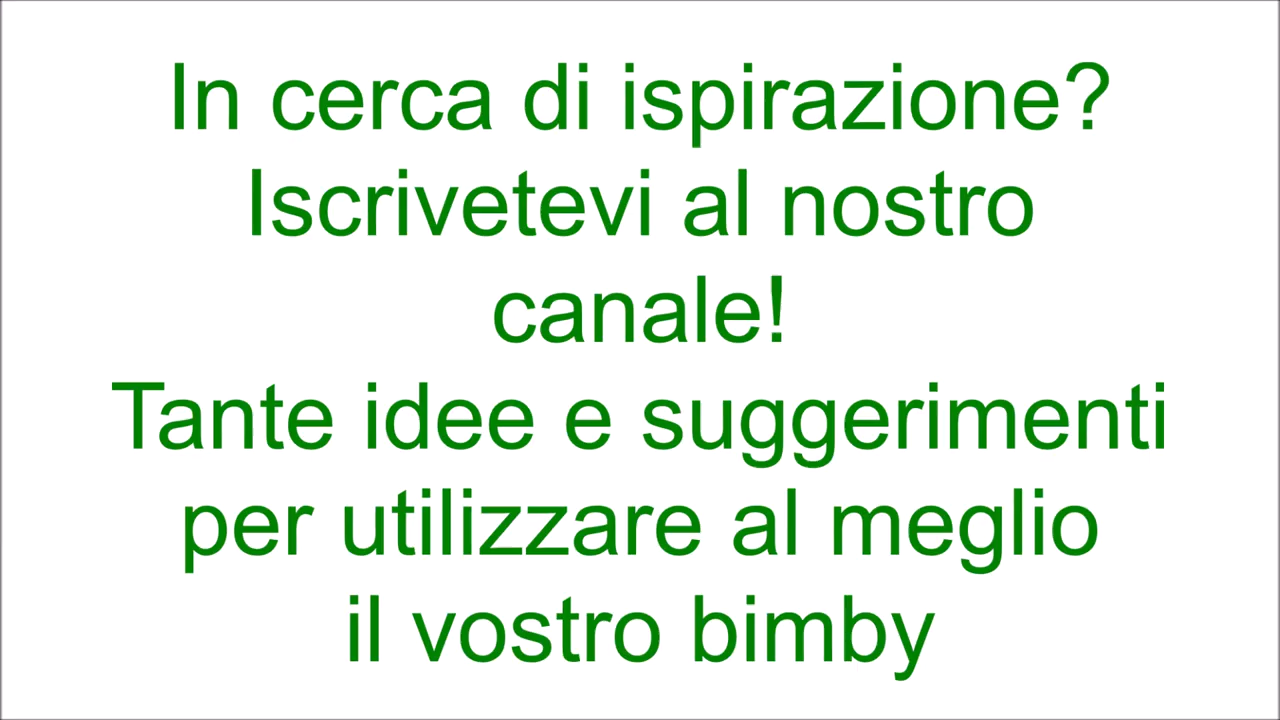 In cerca di ispirazione?
Iscrivetevi al nostro
canale!
Tante idee e suggerimenti
per utilizzare al meglio
il vostro bimby